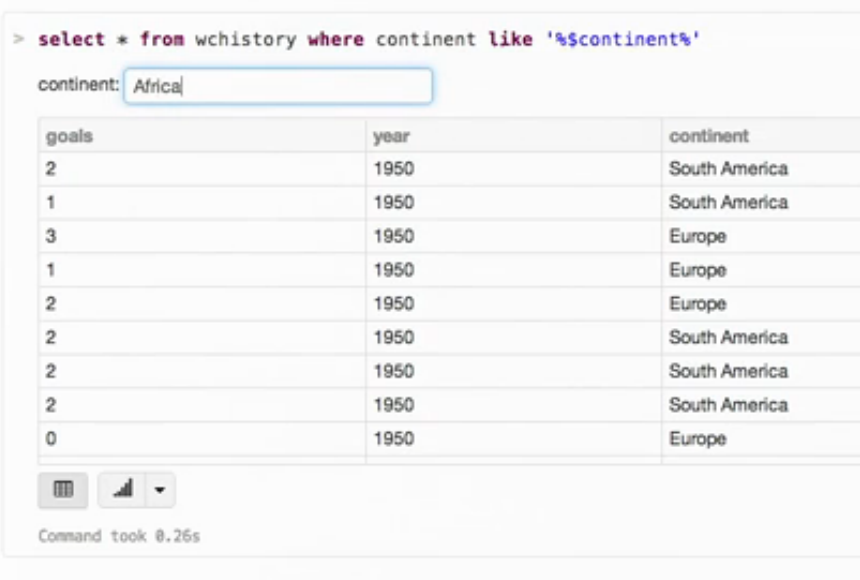 > select * from wchistory where continent like '%$continent%'
continent: Africa
goals year continent
2 1950 South America
1 1950 South America
3 1950 Europe
1 1950 Europe
2 1950 Europe
2 1950 South America
2 1950 South America
2 1950 South America
0 1950 Europe
Command took 0.26s